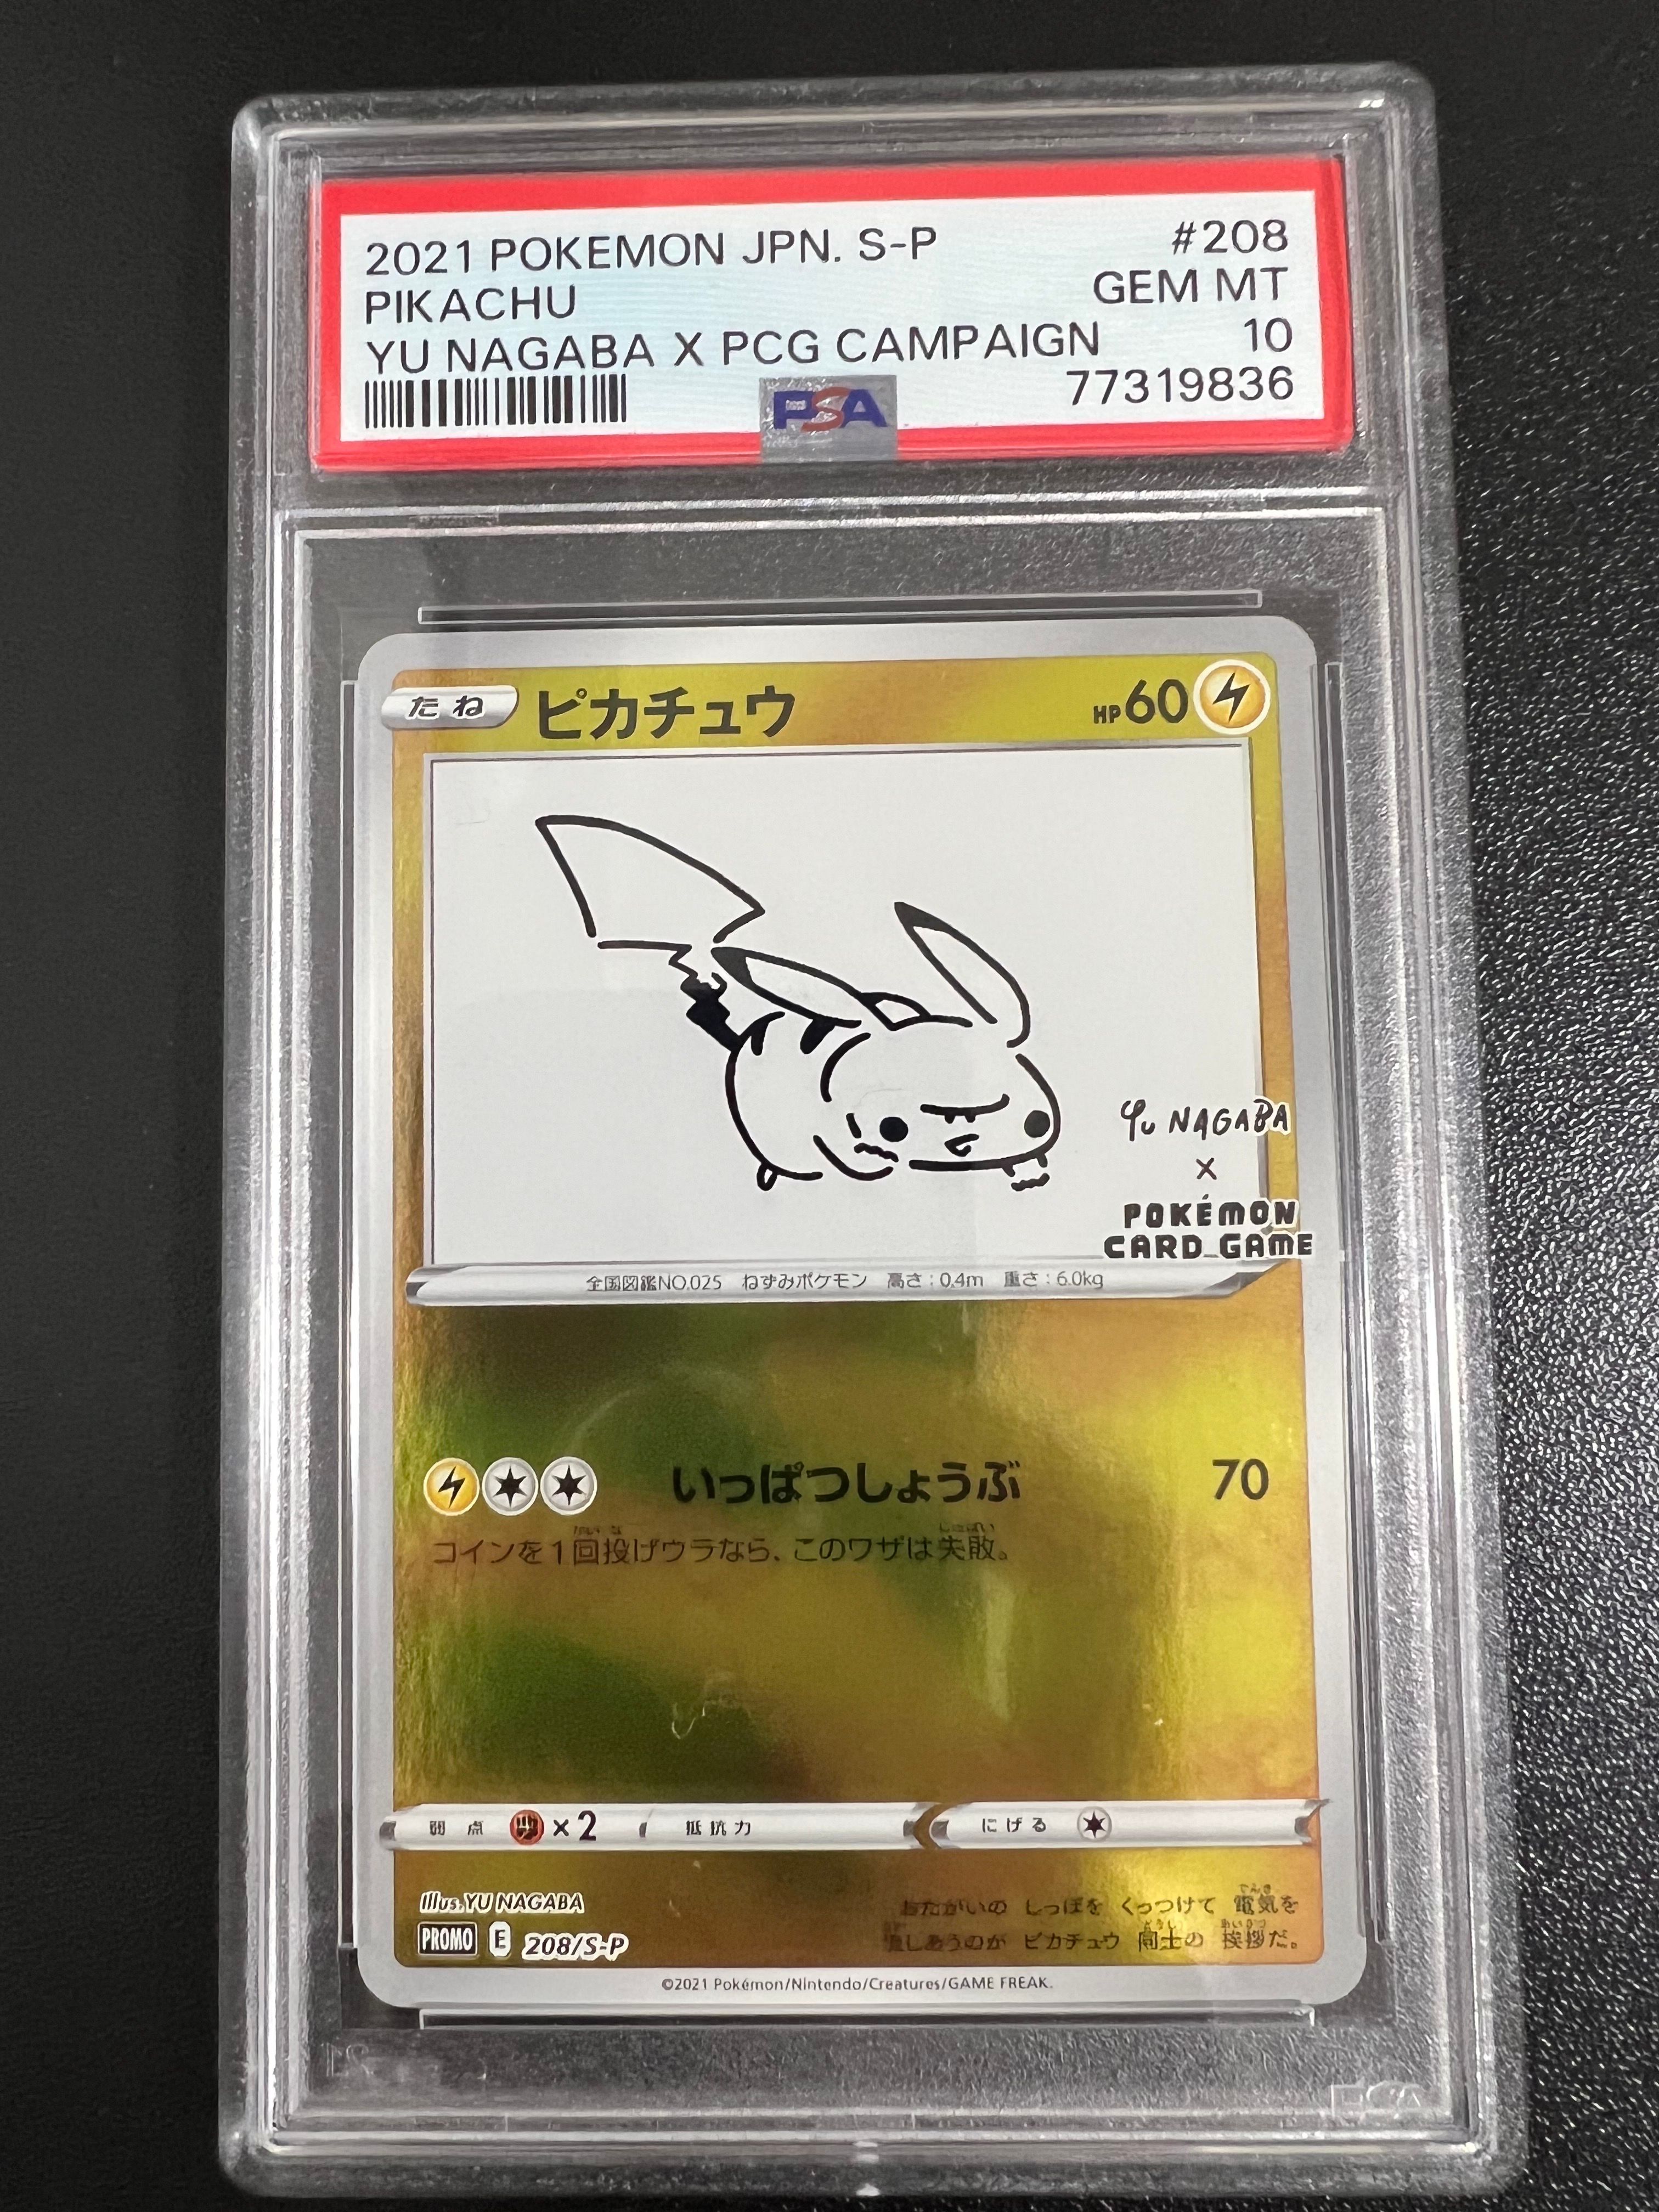 2021 POKEMON JPN. S-P #208
PIKACHU GEM MT
YU NAGABA X PCG CAMPAIGN 10
PSA 77319836
たね ピカチュウ HP60
YU NAGABA
×
POKÉMON
CARD GAME
全国図鑑NO.025 ねずみポケモン 高さ:0.4m 重さ:6.0kg
いっぱつしょうぶ 70
コインを1回投げウラなら、このワザは失敗。
弱点 ×2 抵抗力 にげる
Illus. YU NAGABA
おたがいの しっぽを くっつけて 電気を
しあうのが ピカチュウ 同士の 挨拶だ。
PROMO E 208/S-P
©2021 Pokémon/Nintendo/Creatures/GAME FREAK.